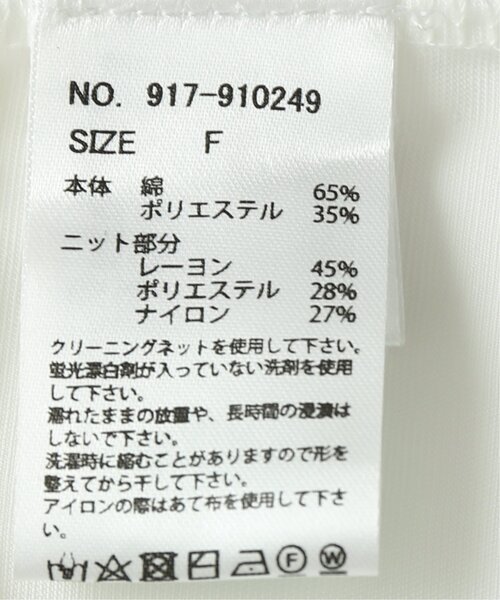 NO. 917-910249
SIZE F
本体 綿 65%
ポリエステル 35%
ニット部分
レーヨン 45%
ポリエステル 28%
ナイロン 27%
クリーニングネットを使用して下さい。
蛍光漂白剤が入っていない洗剤を使用
して下さい。
濡れたままの放置や、長時間の浸漬は
しないで下さい。
洗濯時に縮むことがありますので形を
整えてから干して下さい。
アイロンの際はあて布を使用して下さ
い。
F W